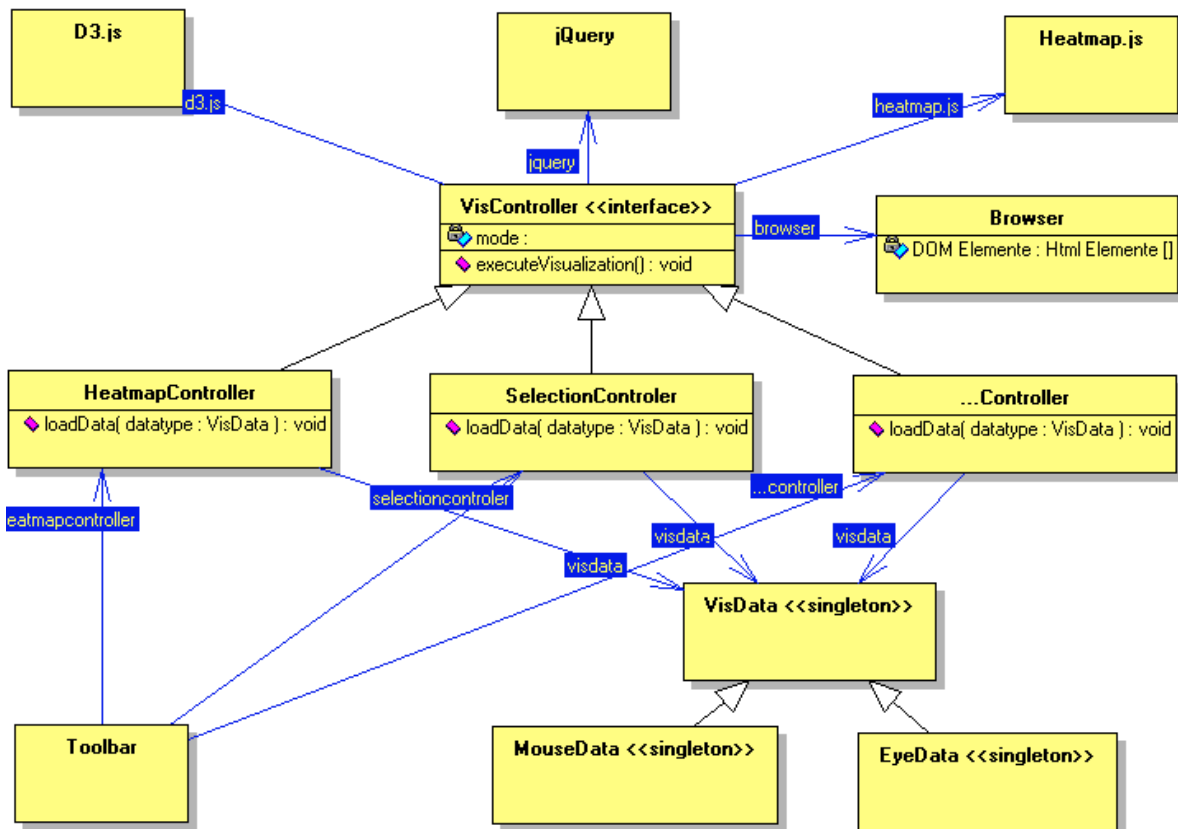 D3.js
jQuery
Heatmap.js
d3.js
heatmap.js
jquery
VisController <<interface>>
mode :
executeVisualization() : void
browser
Browser
DOM Elemente : Html Elemente []
HeatmapController
loadData( datatype : VisData ) : void
SelectionControler
loadData( datatype : VisData ) : void
...Controller
loadData( datatype : VisData ) : void
eatmapcontroller
selectioncontroler
...controller
visdata
visdata
visdata
VisData <<singleton>>
Toolbar
MouseData <<singleton>>
EyeData <<singleton>>